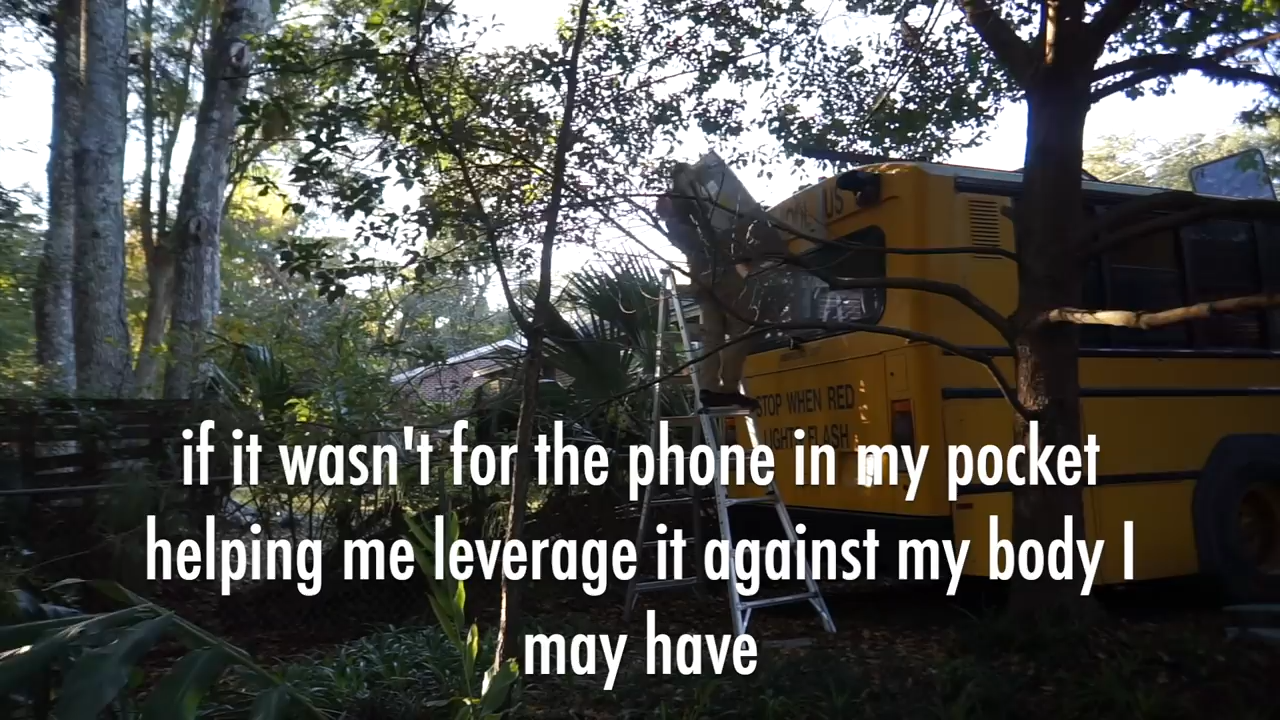 US
STOP WHEN RED
LIGHTS FLASH
if it wasn't for the phone in my pocket
helping me leverage it against my body I
may have